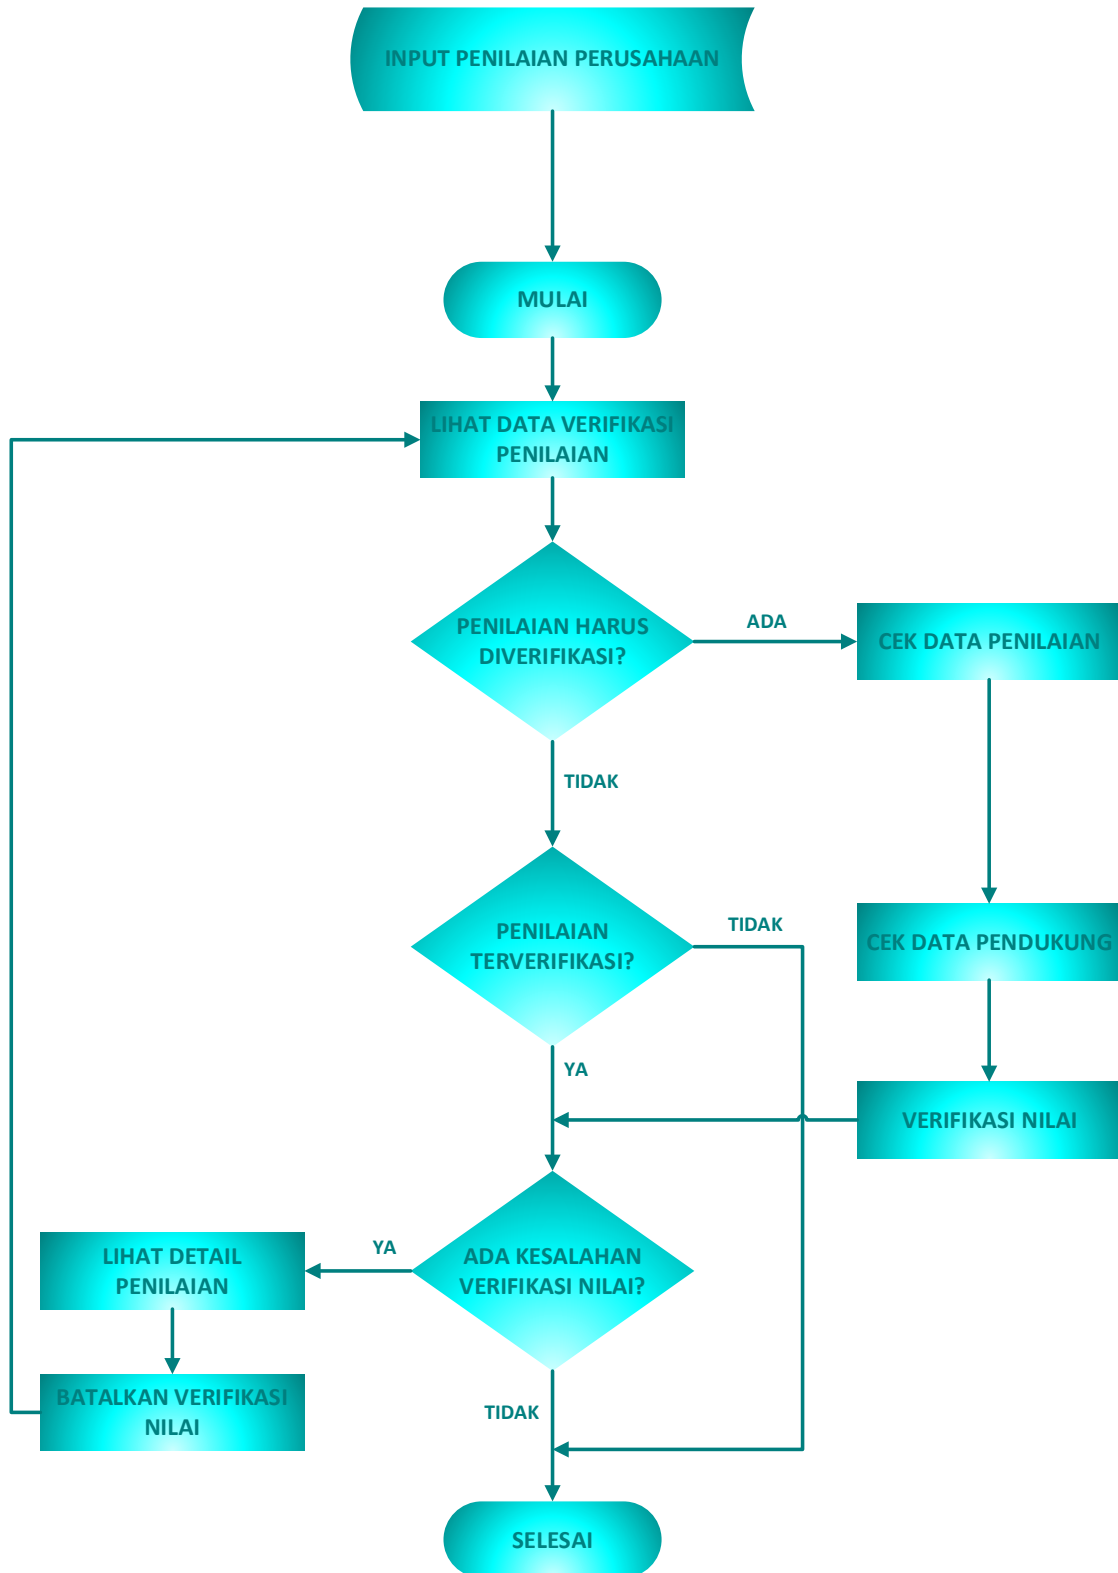 INPUT PENILAIAN PERUSAHAAN
MULAI
LIHAT DATA VERIFIKASI
PENILAIAN
PENILAIAN HARUS
DIVERIFIKASI?
ADA
CEK DATA PENILAIAN
TIDAK
PENILAIAN
TERVERIFIKASI?
TIDAK
CEK DATA PENDUKUNG
YA
VERIFIKASI NILAI
ADA KESALAHAN
VERIFIKASI NILAI?
YA
LIHAT DETAIL
PENILAIAN
BATALKAN VERIFIKASI
NILAI
TIDAK
SELESAI